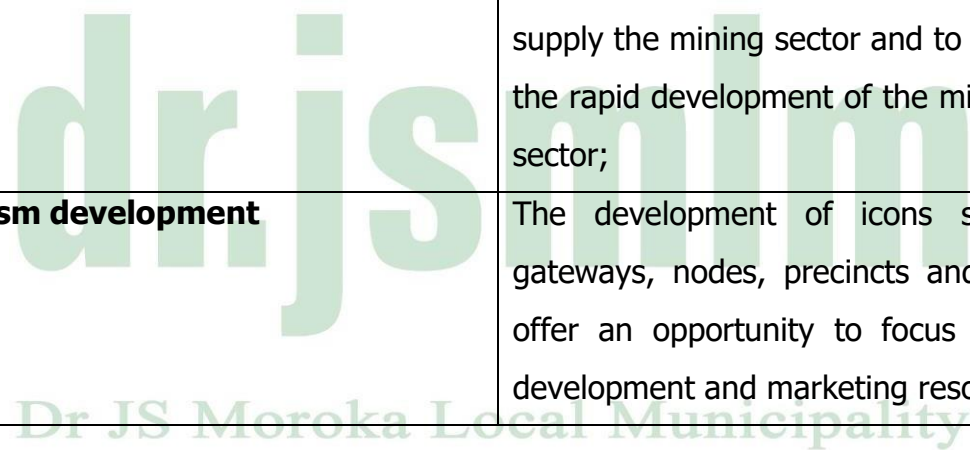 supply the mining sector and to
the rapid development of the mi
sector;
sm development
The development of icons s
gateways, nodes, precincts and
offer an opportunity to focus
development and marketing reso
dr.jsmlm
Dr JS Moroka Local Municipality